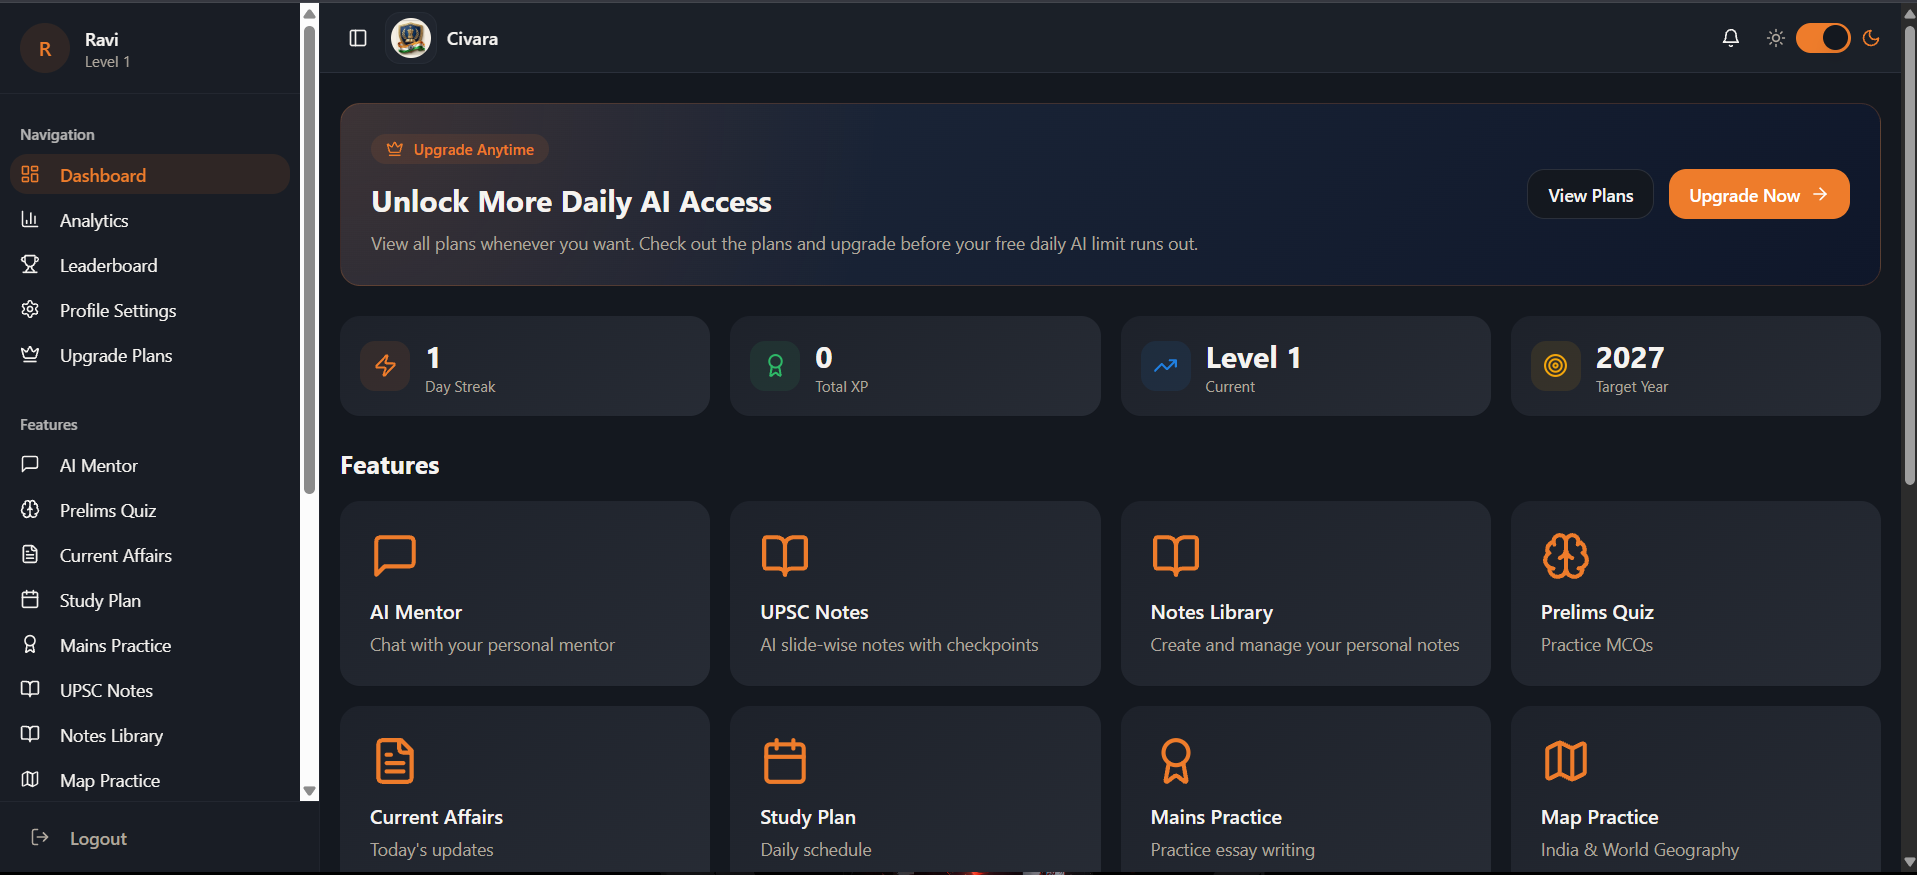 R
Ravi
Level 1
Navigation
Dashboard
Analytics
Leaderboard
Profile Settings
Upgrade Plans
Features
AI Mentor
Prelims Quiz
Current Affairs
Study Plan
Mains Practice
UPSC Notes
Notes Library
Map Practice
Logout
Civara
Upgrade Anytime
Unlock More Daily AI Access
View all plans whenever you want. Check out the plans and upgrade before your free daily AI limit runs out.
View Plans
Upgrade Now
1
Day Streak
0
Total XP
Level 1
Current
2027
Target Year
Features
AI Mentor
Chat with your personal mentor
UPSC Notes
AI slide-wise notes with checkpoints
Notes Library
Create and manage your personal notes
Prelims Quiz
Practice MCQs
Current Affairs
Today's updates
Study Plan
Daily schedule
Mains Practice
Practice essay writing
Map Practice
India & World Geography